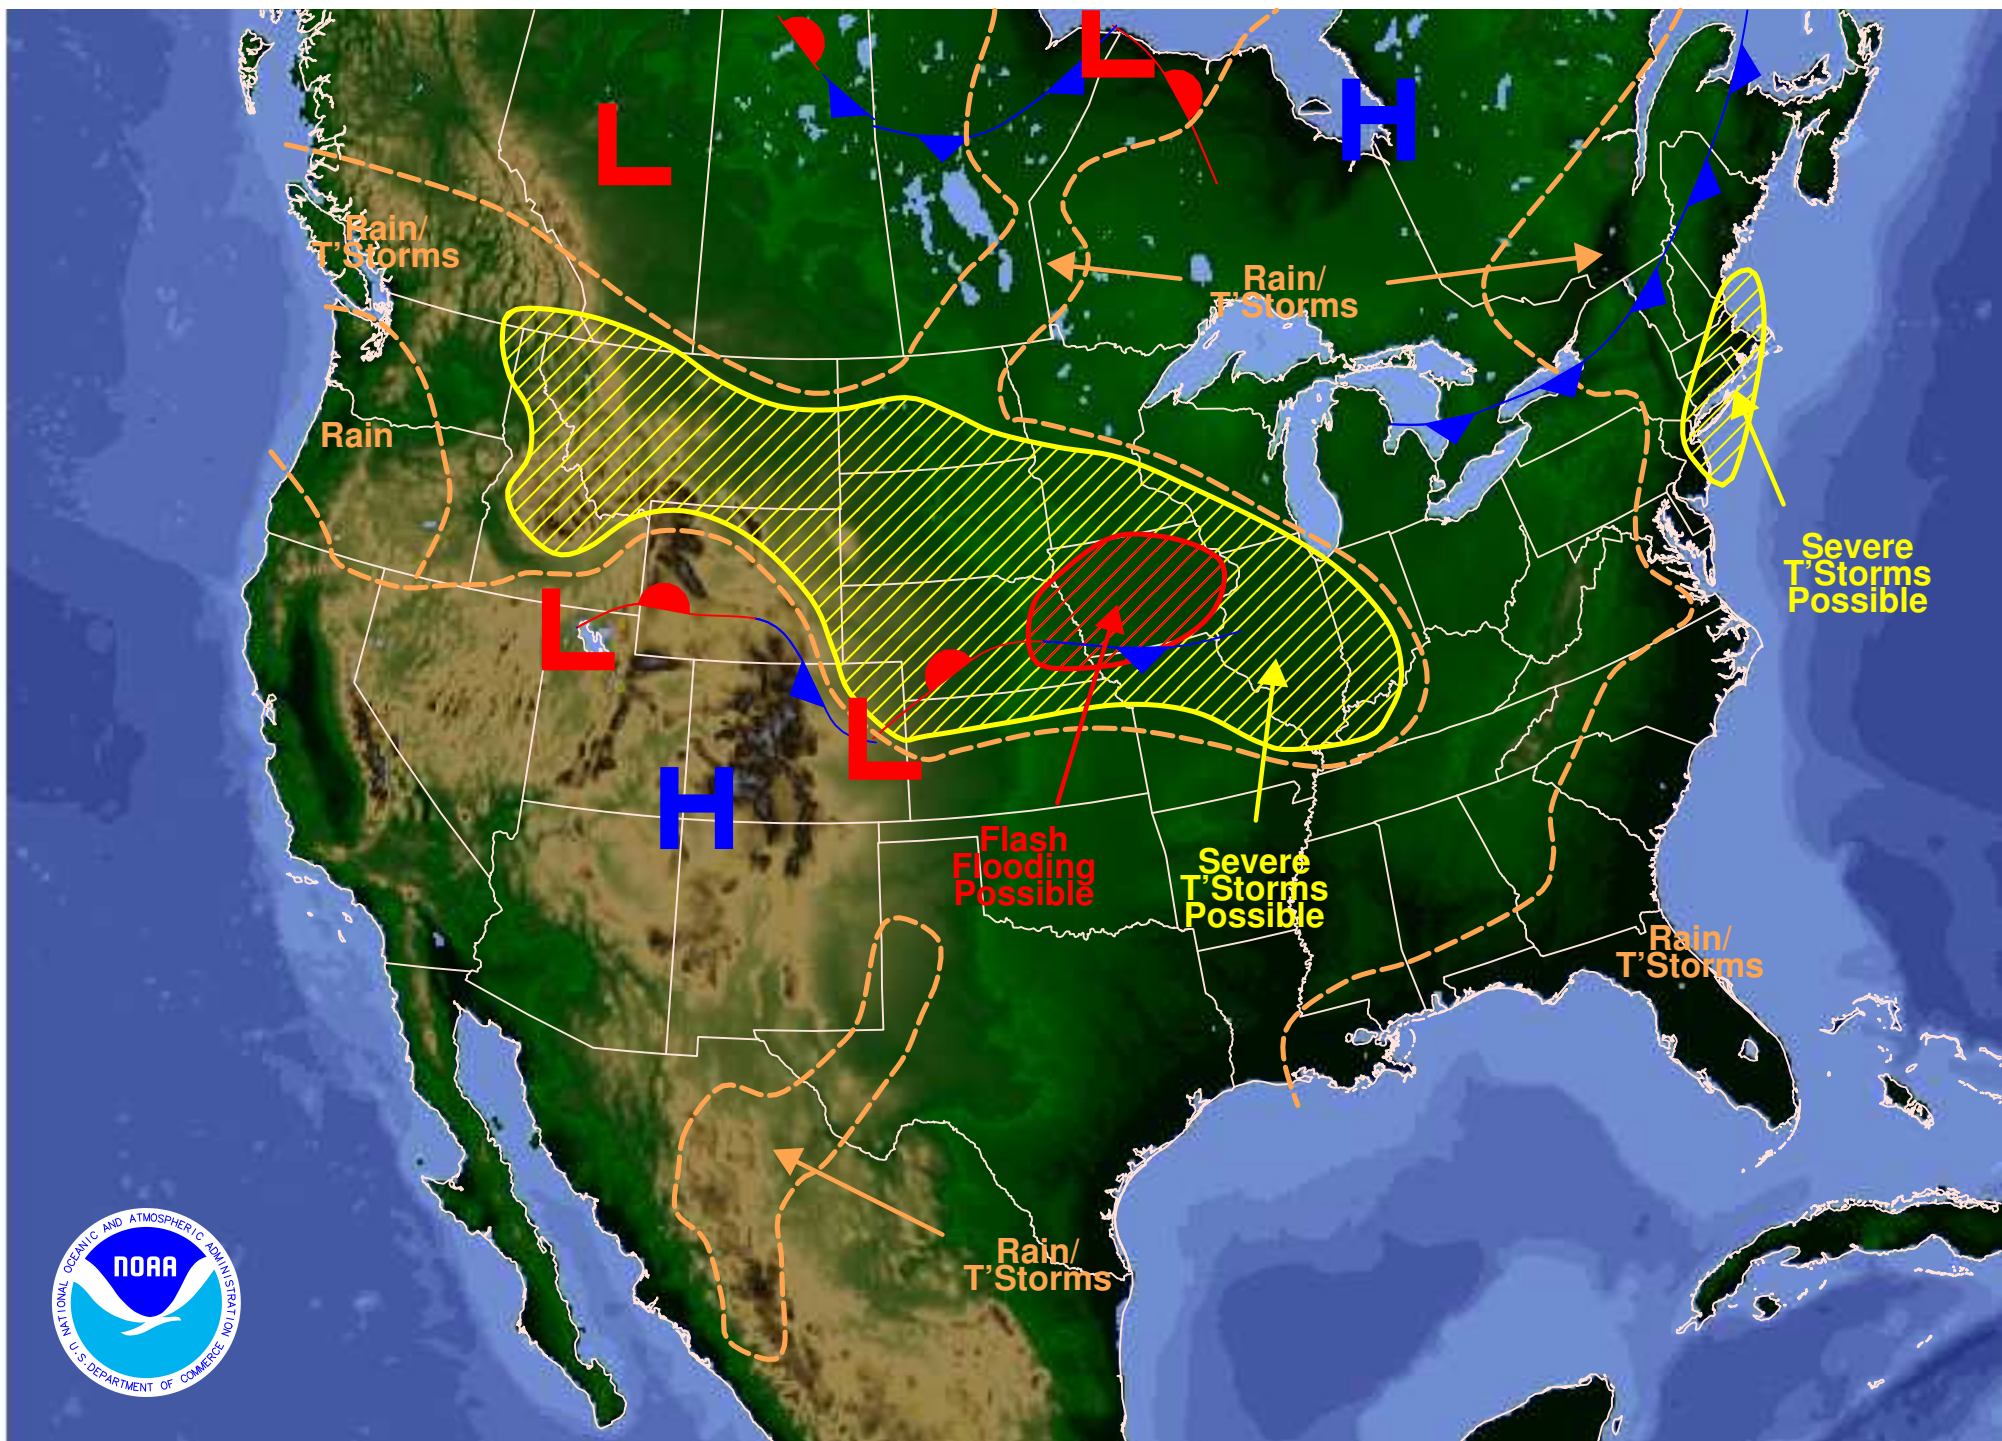 L
L
H
Rain/
T'Storms
Rain/
T'Storms
Rain
Severe
T'Storms
Possible
L
L
H
Flash
Flooding
Possible
Severe
T'Storms
Possible
Rain/
T'Storms
Rain/
T'Storms
NATIONAL OCEANIC AND ATMOSPHERIC ADMINISTRATION
NOAA
U.S. DEPARTMENT OF COMMERCE